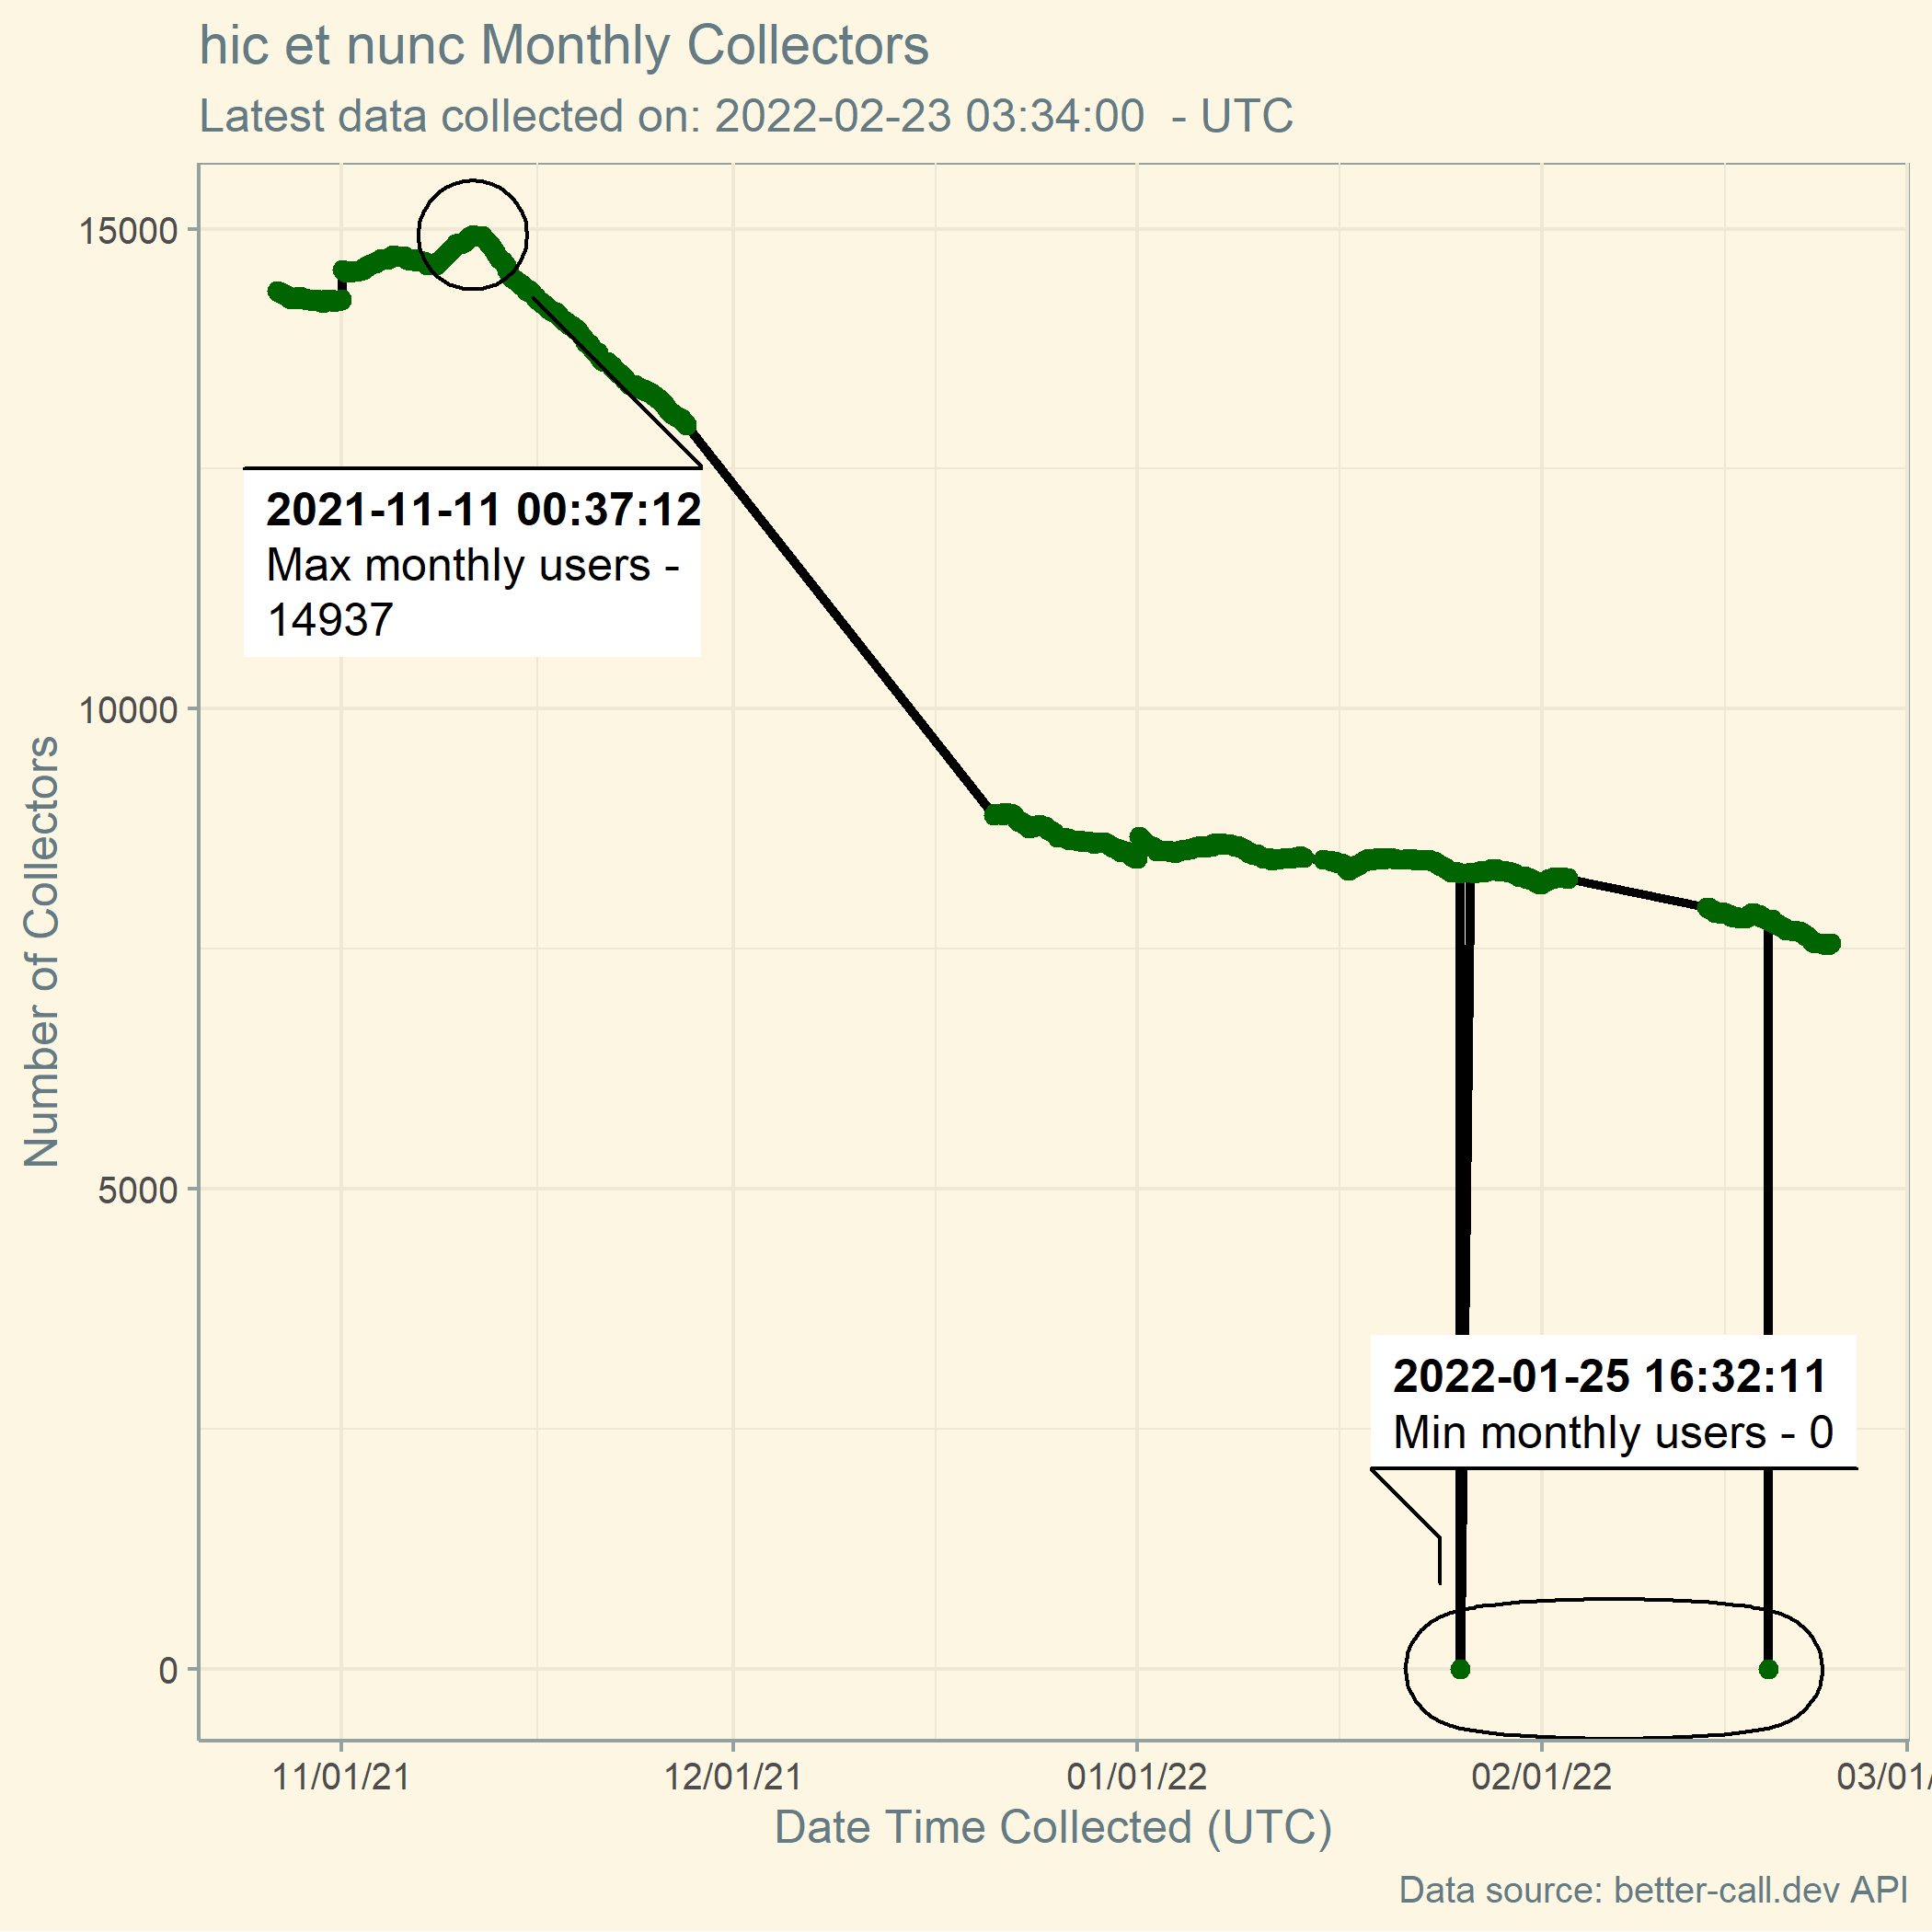 hic et nunc Monthly Collectors
Latest data collected on: 2022-02-23 03:34:00  - UTC
Number of Collectors
15000
10000
5000
0
2021-11-11 00:37:12
Max monthly users -
14937
2022-01-25 16:32:11
Min monthly users - 0
11/01/21
12/01/21
01/01/22
02/01/22
03/01/
Date Time Collected (UTC)
Data source: better-call.dev API